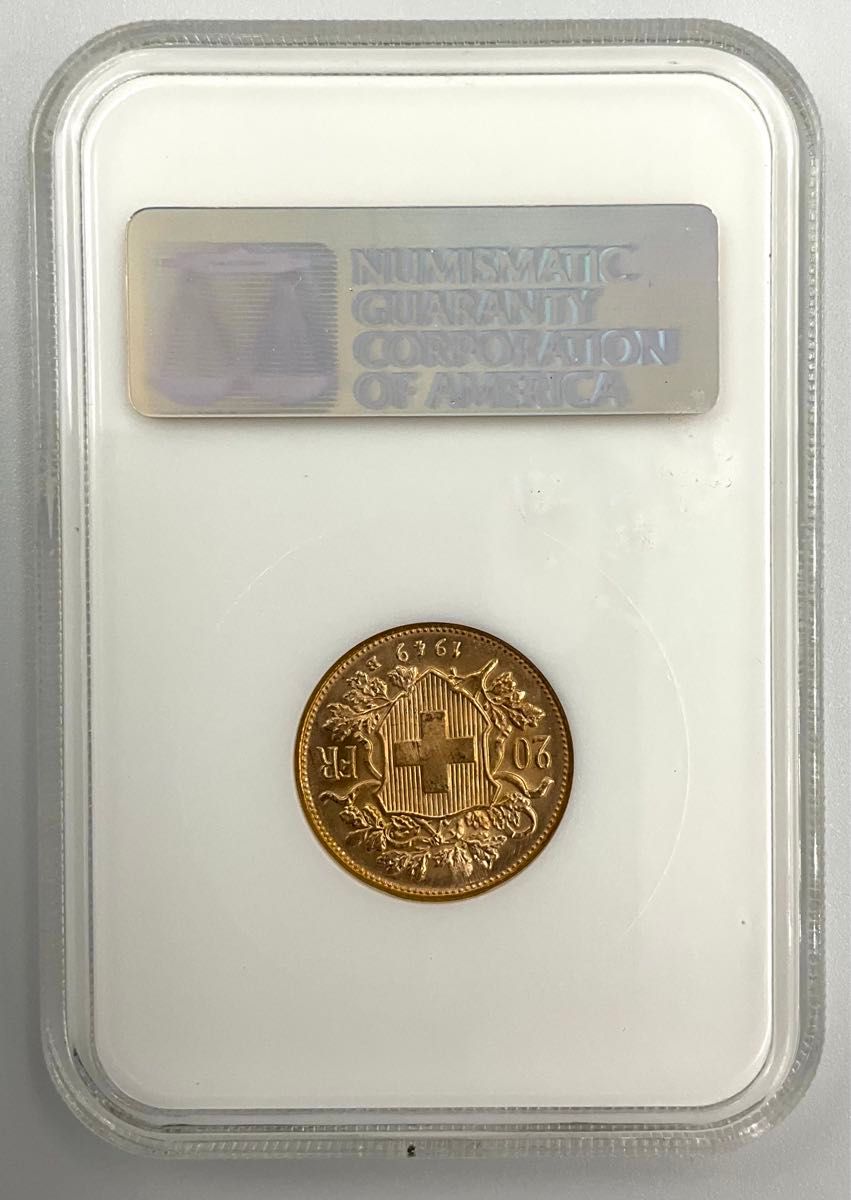 NUMISMATIC
GUARANTY
CORPORATION
OF AMERICA
20 FR
1949 B